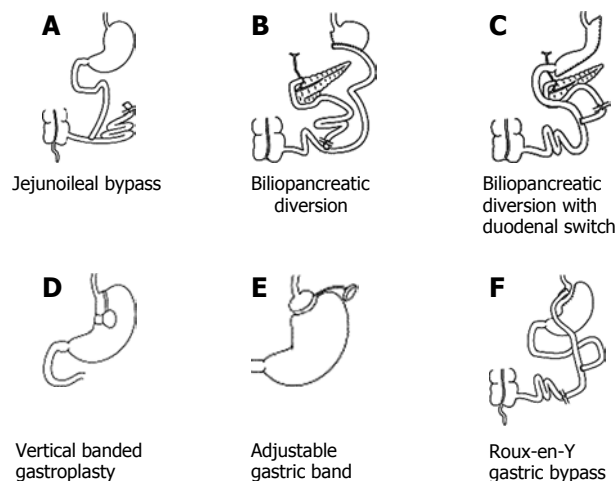 A
B
C
Jejunoileal bypass
Biliopancreatic
diversion
Biliopancreatic
diversion with
duodenal switch
D
E
F
Vertical banded
gastroplasty
Adjustable
gastric band
Roux-en-Y
gastric bypass